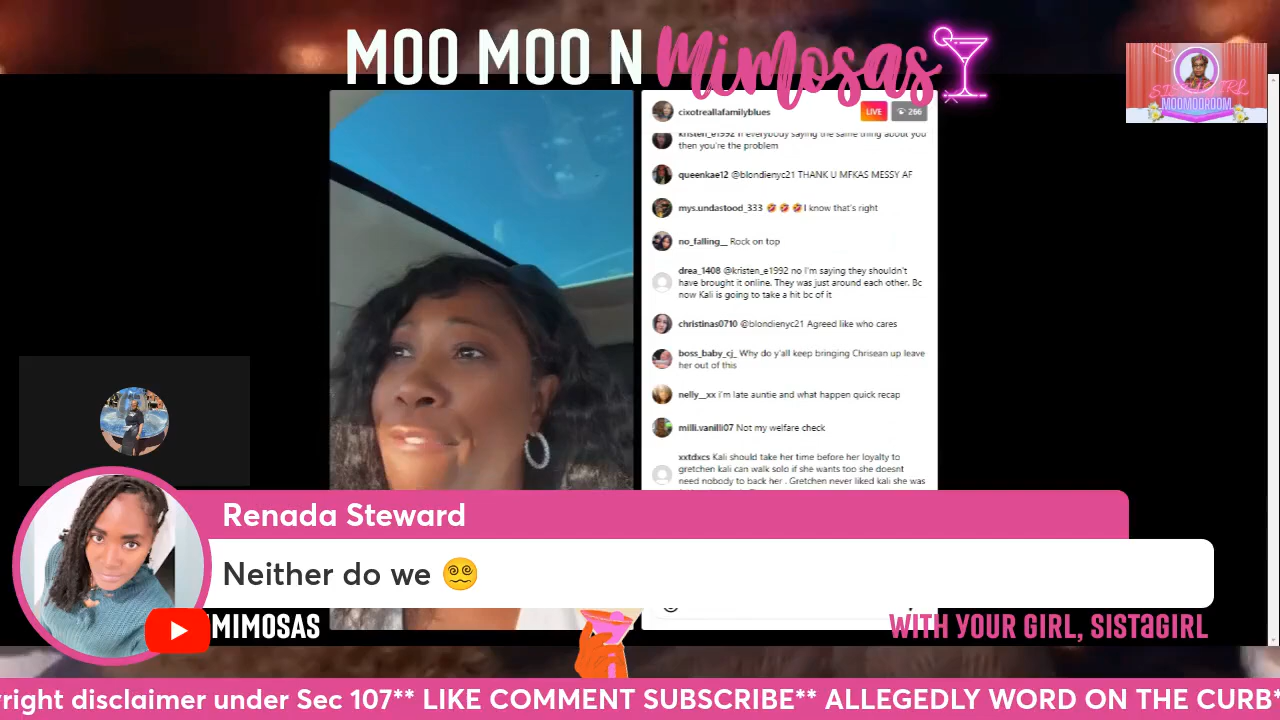 MOO MOO N Mimosas
MOOMOOROOM
cixotreallafamilyblues
LIVE
266
kristen_e1992 If everybody saying the same thing about you
then you're the problem
queenkae12 @blondienyc21 THANK U MFKAS MESSY AF
mys.undastood_333 🤣 🤣 🤣I know that's right
no_falling__ Rock on top
drea_1408 @kristen_e1992 no I'm saying they shouldn't
have brought it online. They was just around each other. Bc
now Kali is going to take a hit bc of it
christinas0710 @blondienyc21 Agreed like who cares
boss_baby_cj_ Why do y'all keep bringing Chrisean up leave
her out of this
nelly__xx i'm late auntie and what happen quick recap
milli.vanilli07 Not my welfare check
xxtdxcs Kali should take her time before her loyalty to
gretchen kali can walk solo if she wants too she doesnt
need nobody to back her . Gretchen never liked kali she was
Renada Steward
Neither do we 😵‍💫
MIMOSAS
WITH YOUR GIRL, SISTAGIRL
right disclaimer under Sec 107** LIKE COMMENT SUBSCRIBE** ALLEGEDLY WORD ON THE CURB*